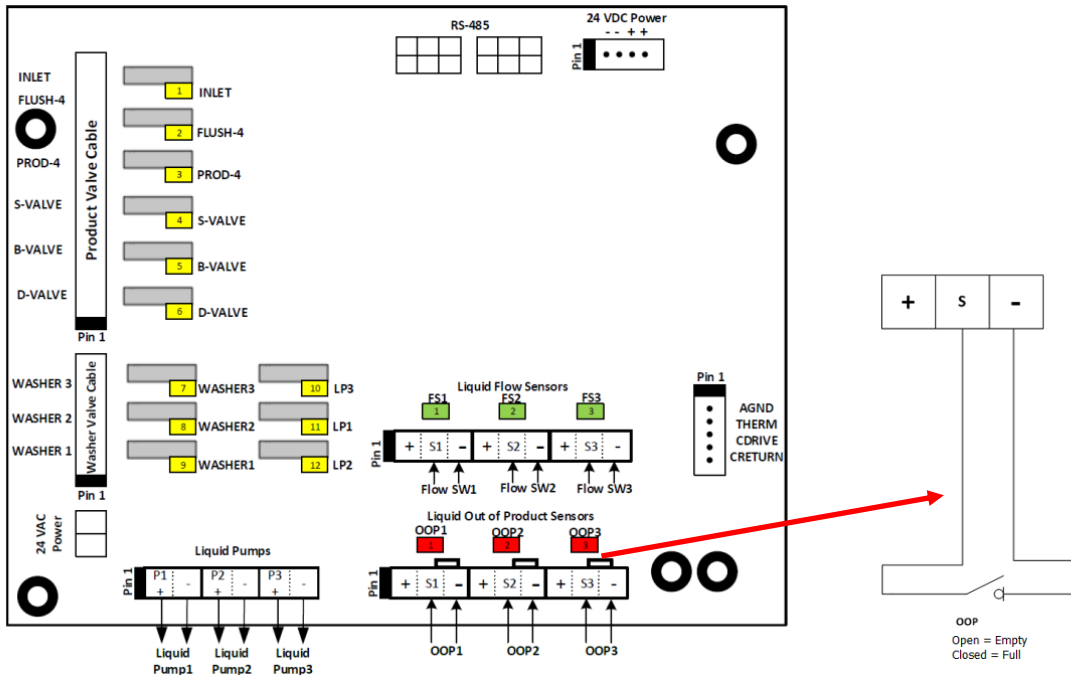 RS-485
24 VDC Power
- - + +
Pin 1
INLET
FLUSH-4
PROD-4
S-VALVE
B-VALVE
D-VALVE
Product Valve Cable
Pin 1
1 INLET
2 FLUSH-4
3 PROD-4
4 S-VALVE
5 B-VALVE
6 D-VALVE
WASHER 3
WASHER 2
WASHER 1
Washer Valve Cable
Pin 1
7 WASHER3 10 LP3
8 WASHER2 11 LP1
9 WASHER1 12 LP2
Liquid Flow Sensors
FS1 FS2 FS3
1 2 3
Pin 1
+ S1 - + S2 - + S3 -
Flow SW1 Flow SW2 Flow SW3
Pin 1
AGND
THERM
CDRIVE
CRETURN
24 VAC
Power
Liquid Pumps
Pin 1
P1 - P2 - P3 -
+ + +
Liquid Pump1
Liquid Pump2
Liquid Pump3
Liquid Out of Product Sensors
OOP1 OOP2 OOP3
1 2 3
Pin 1
+ S1 - + S2 - + S3 -
OOP1 OOP2 OOP3
+ S -
OOP
Open = Empty
Closed = Full